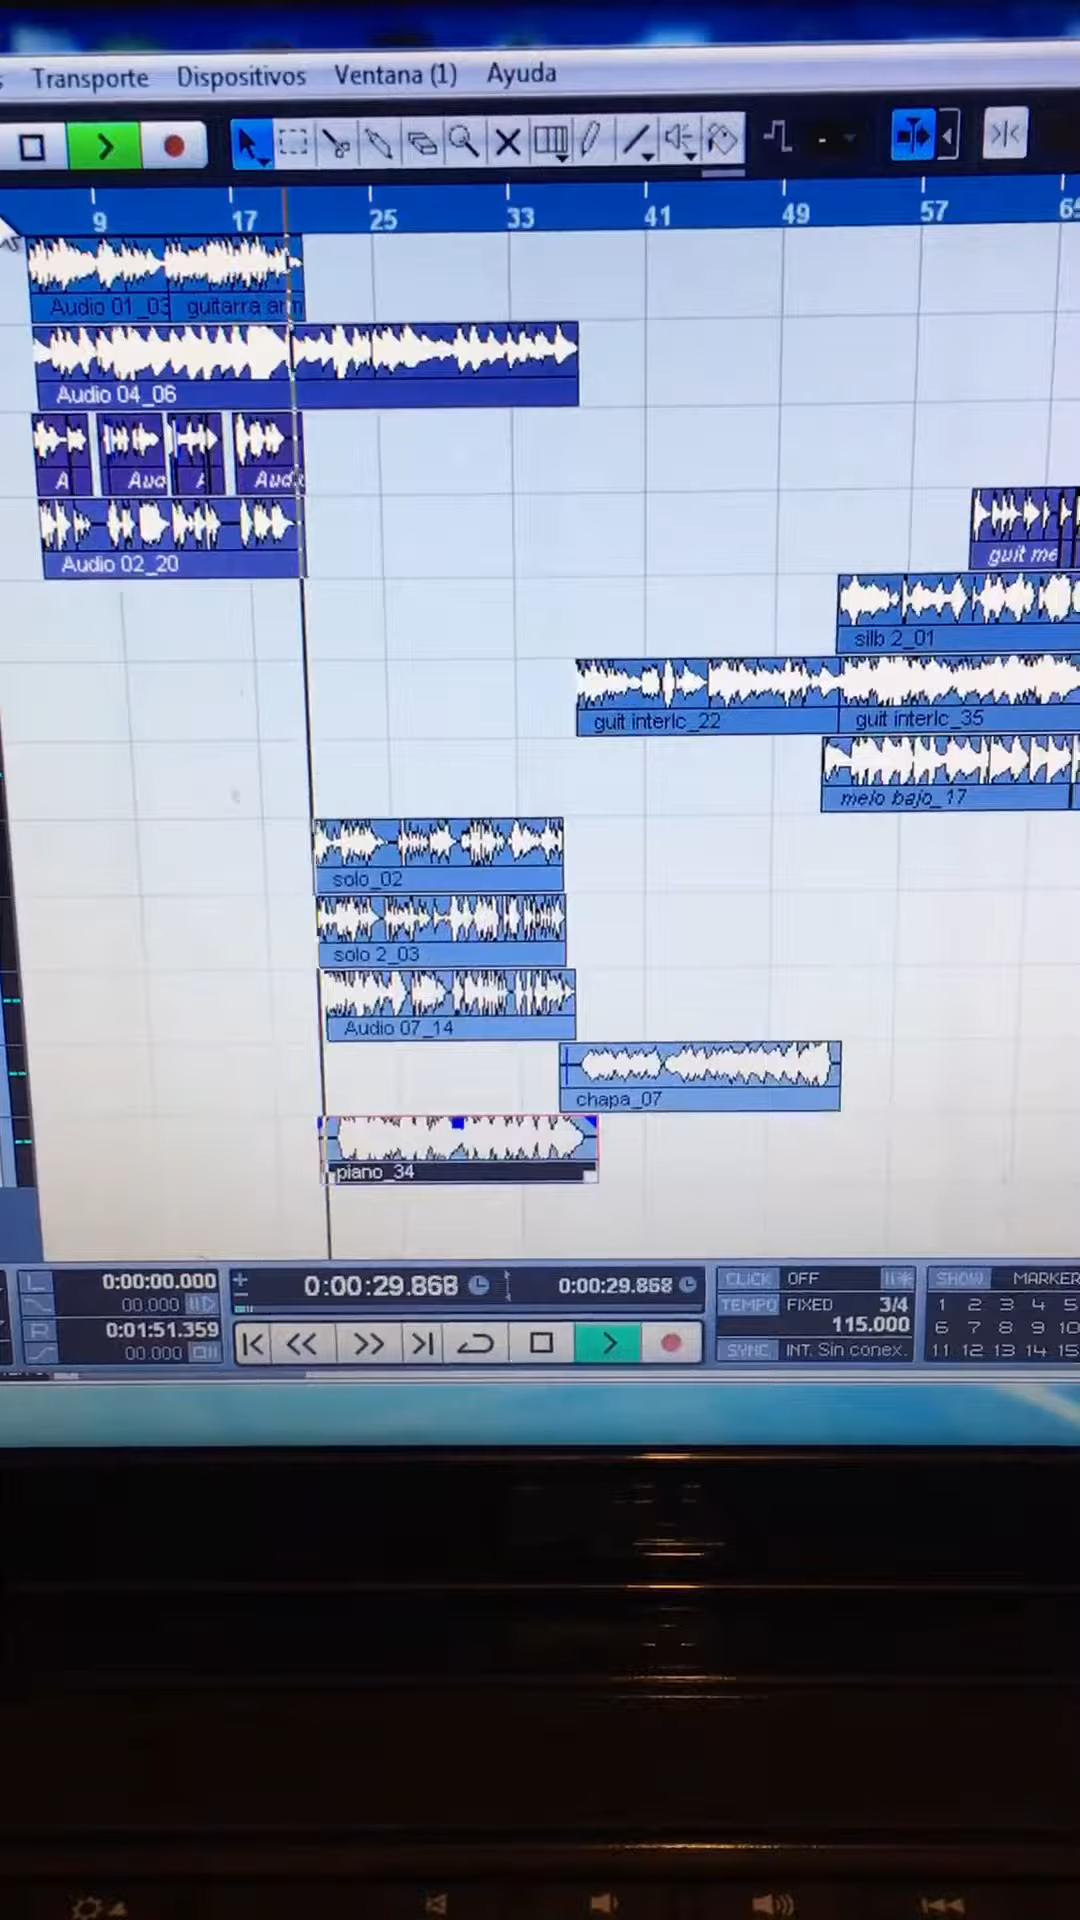 Transporte Dispositivos Ventana (1) Ayuda
9 17 25 33 41 49 57
Audio 01_03 guitarra arm
Audio 04_06
A Aud A Aud
Audio 02_20
guit me
silb 2_01
guit interlc_22 guit interlc_35
melo bajo_17
solo_02
solo 2_03
Audio 07_14
chapa_07
piano_34
L 0:00:00.000
00.000
R 0:01:51.359
00.000
0:00:29.868 0:00:29.868
CLICK OFF
TEMPO FIXED 3/4
115.000
SYNC INT. Sin conex.
SHOW MARKER
1 2 3 4 5
6 7 8 9 10
11 12 13 14 15